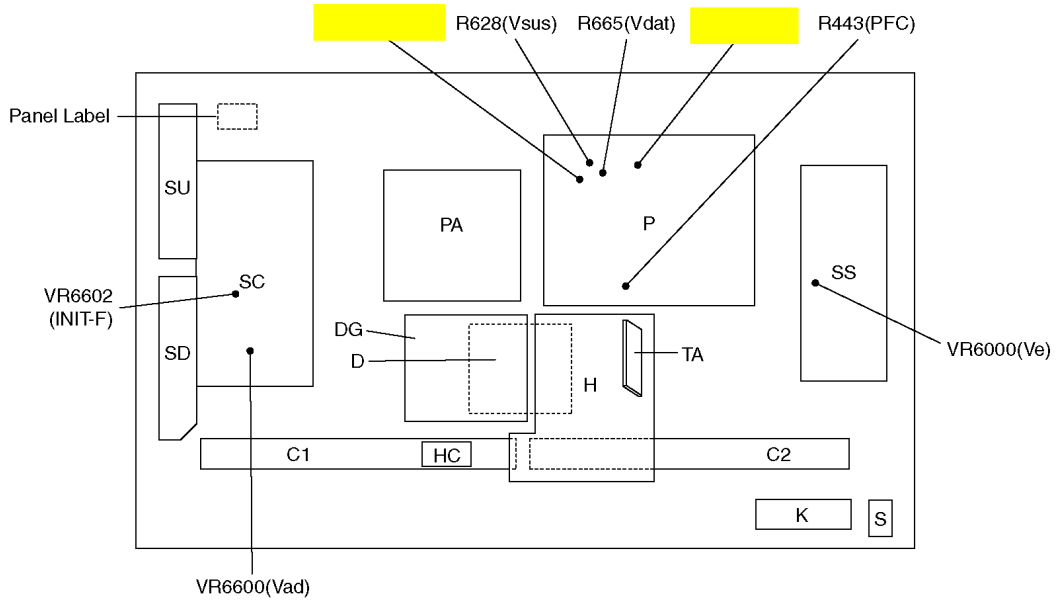 R628(Vsus) R665(Vdat) R443(PFC)
Panel Label
SU
PA
P
SC
SS
VR6602
(INIT-F)
DG
SD
D
TA
VR6000(Ve)
H
C1
HC
C2
K
S
VR6600(Vad)